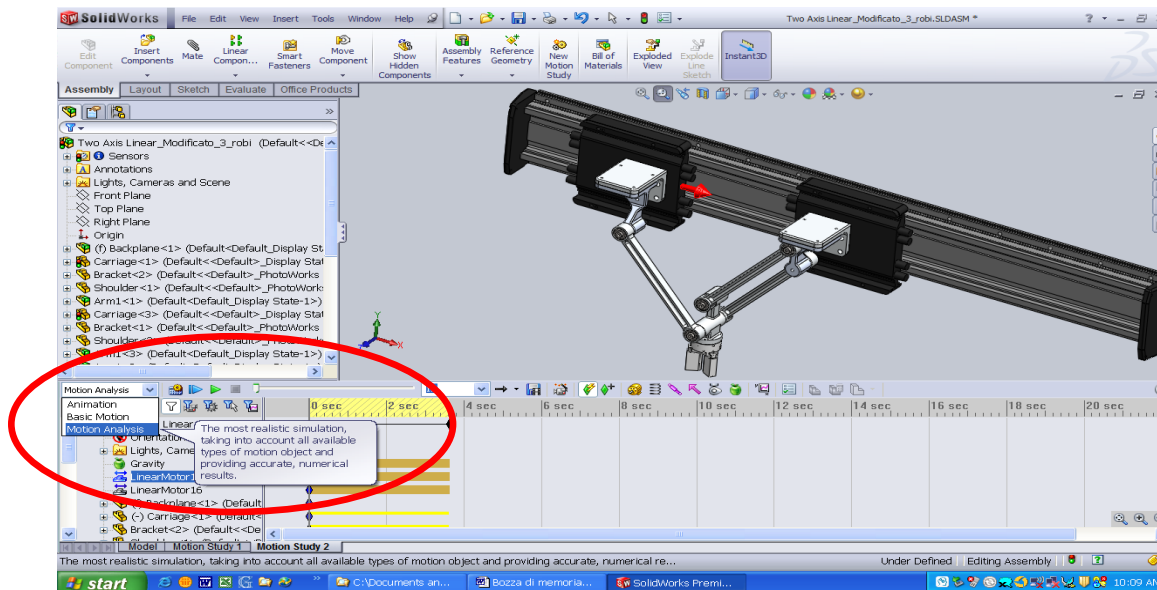 SolidWorks File Edit View Insert Tools Window Help Two Axis Linear_Modificato_3_robi.SLDASM * ?
Edit Component
Insert Components
Mate
Linear Compon...
Smart Fasteners
Move Component
Show Hidden Components
Assembly Features
Reference Geometry
New Motion Study
Bill of Materials
Exploded View
Explode Line Sketch
Instant3D
Assembly Layout Sketch Evaluate Office Products
Two Axis Linear_Modificato_3_robi (Default<<De
Sensors
Annotations
Lights, Cameras and Scene
Front Plane
Top Plane
Right Plane
Origin
(f) Backplane<1> (Default<Default_Display St
Carriage<1> (Default<<Default>_Display Stat
Bracket<2> (Default<<Default>_PhotoWorks
Shoulder<1> (Default<<Default>_PhotoWork
Arm1<1> (Default<Default_Display State-1>)
Carriage<3> (Default<<Default>_Display Stat
Bracket<1> (Default<<Default>_PhotoWorks
<3> (Default<Default_Display State-1>)
Y
X
Z
Motion Analysis
Animation
Basic Motion
Motion Analysis
0 sec 2 sec 4 sec 6 sec 8 sec 10 sec 12 sec 14 sec 16 sec 18 sec 20 sec
Linear
The most realistic simulation,
taking into account all available
types of motion object and
providing accurate, numerical
results.
Orientation
Lights, Came
Gravity
LinearMotor1
LinearMotor16
(f) Backplane<1> (Default
(-) Carriage<1> (Default<
Bracket<2> (Default<<De
Model Motion Study 1 Motion Study 2
The most realistic simulation, taking into account all available types of motion object and providing accurate, numerical re... Under Defined Editing Assembly
start C:\Documents an... Bozza di memoria... SolidWorks Premi... 10:09 AM